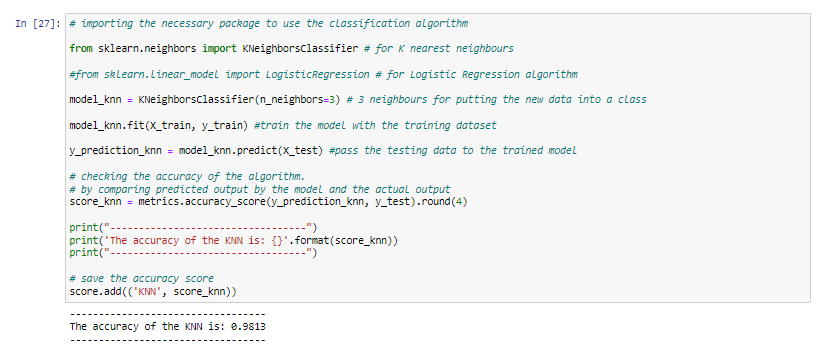 In [27]: # importing the necessary package to use the classification algorithm
from sklearn.neighbors import KNeighborsClassifier # for K nearest neighbours
#from sklearn.linear_model import LogisticRegression # for Logistic Regression algorithm
model_knn = KNeighborsClassifier(n_neighbors=3) # 3 neighbours for putting the new data into a class
model_knn.fit(X_train, y_train) #train the model with the training dataset
y_prediction_knn = model_knn.predict(X_test) #pass the testing data to the trained model
# checking the accuracy of the algorithm.
# by comparing predicted output by the model and the actual output
score_knn = metrics.accuracy_score(y_prediction_knn, y_test).round(4)
print("----------------------------------")
print('The accuracy of the KNN is: {}'.format(score_knn))
print("----------------------------------")
# save the accuracy score
score.add(('KNN', score_knn))
----------------------------------
The accuracy of the KNN is: 0.9813
----------------------------------